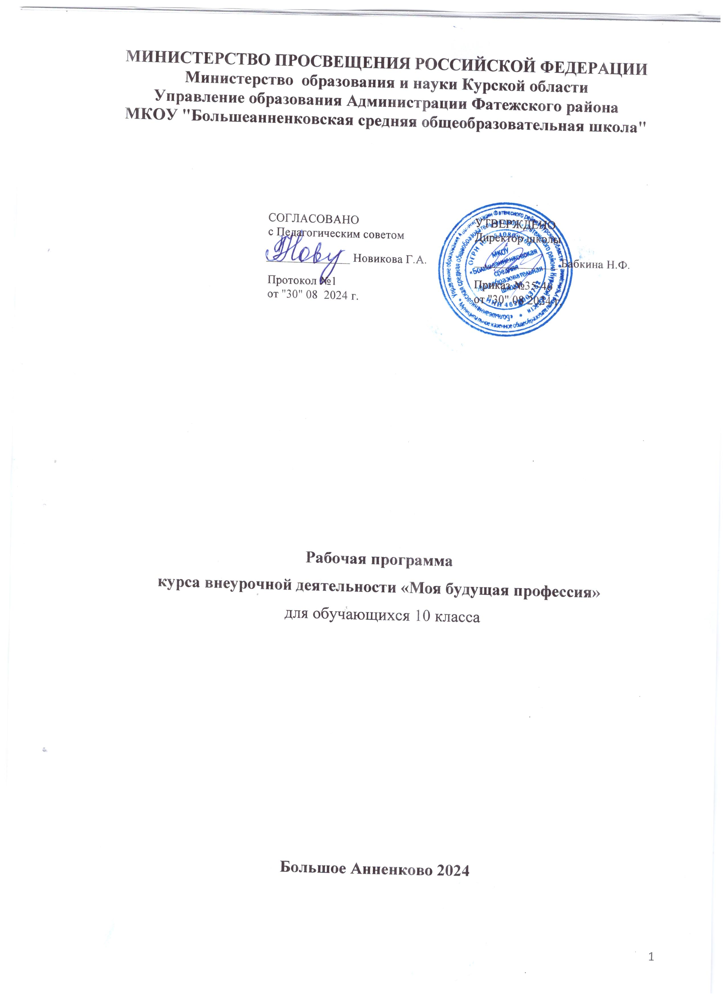 МИНИСТЕРСТВО ПРОСВЕЩЕНИЯ РОССИЙСКОЙ ФЕДЕРАЦИИ
Министерство образования и науки Курской области
Управление образования Администрации Фатежского района
МКОУ "Большеанненковская средняя общеобразовательная школа"
СОГЛАСОВАНО
с Педагогическим советом
Новикова Г.А.
Протокол №1
от "30" 08 2024 г.
УТВЕРЖДЕНО
Директор школы
Бабкина Н.Ф.
Приказ №35-46
от "30" 08 2024 г.
МКОУ
«Большеанненковская
средняя
общеобразовательная
школа»
Рабочая программа
курса внеурочной деятельности «Моя будущая профессия»
для обучающихся 10 класса
Большое Анненково 2024
1